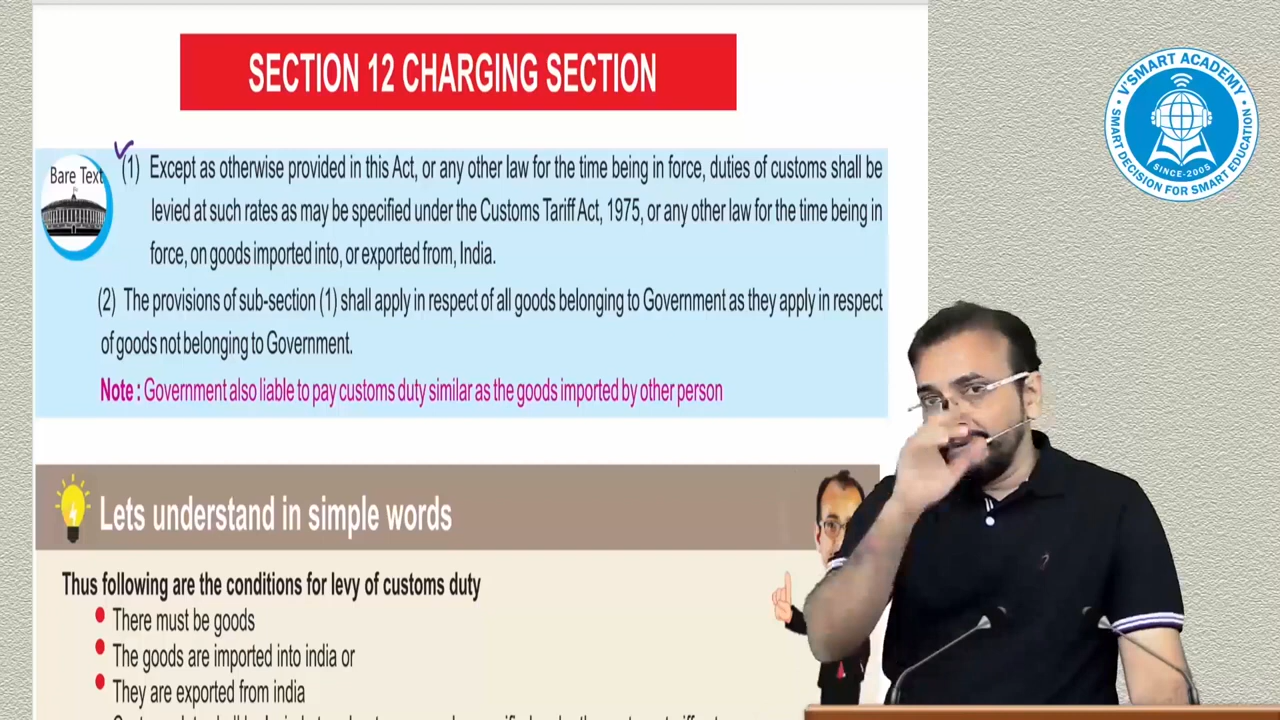 SECTION 12 CHARGING SECTION
V'SMART ACADEMY
SINCE-2005
SMART DECISION FOR SMART EDUCATION
Bare Text
(1) Except as otherwise provided in this Act, or any other law for the time being in force, duties of customs shall be
levied at such rates as may be specified under the Customs Tariff Act, 1975, or any other law for the time being in
force, on goods imported into, or exported from, India.
(2) The provisions of sub-section (1) shall apply in respect of all goods belonging to Government as they apply in respect
of goods not belonging to Government.
Note : Government also liable to pay customs duty similar as the goods imported by other person
Lets understand in simple words
Thus following are the conditions for levy of customs duty
There must be goods
The goods are imported into india or
They are exported from india